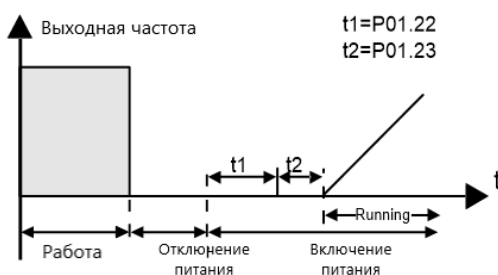 Выходная частота
t1=P01.22
t2=P01.23
t1
t2
t
Running
Работа
Отключение
питания
Включение
питания